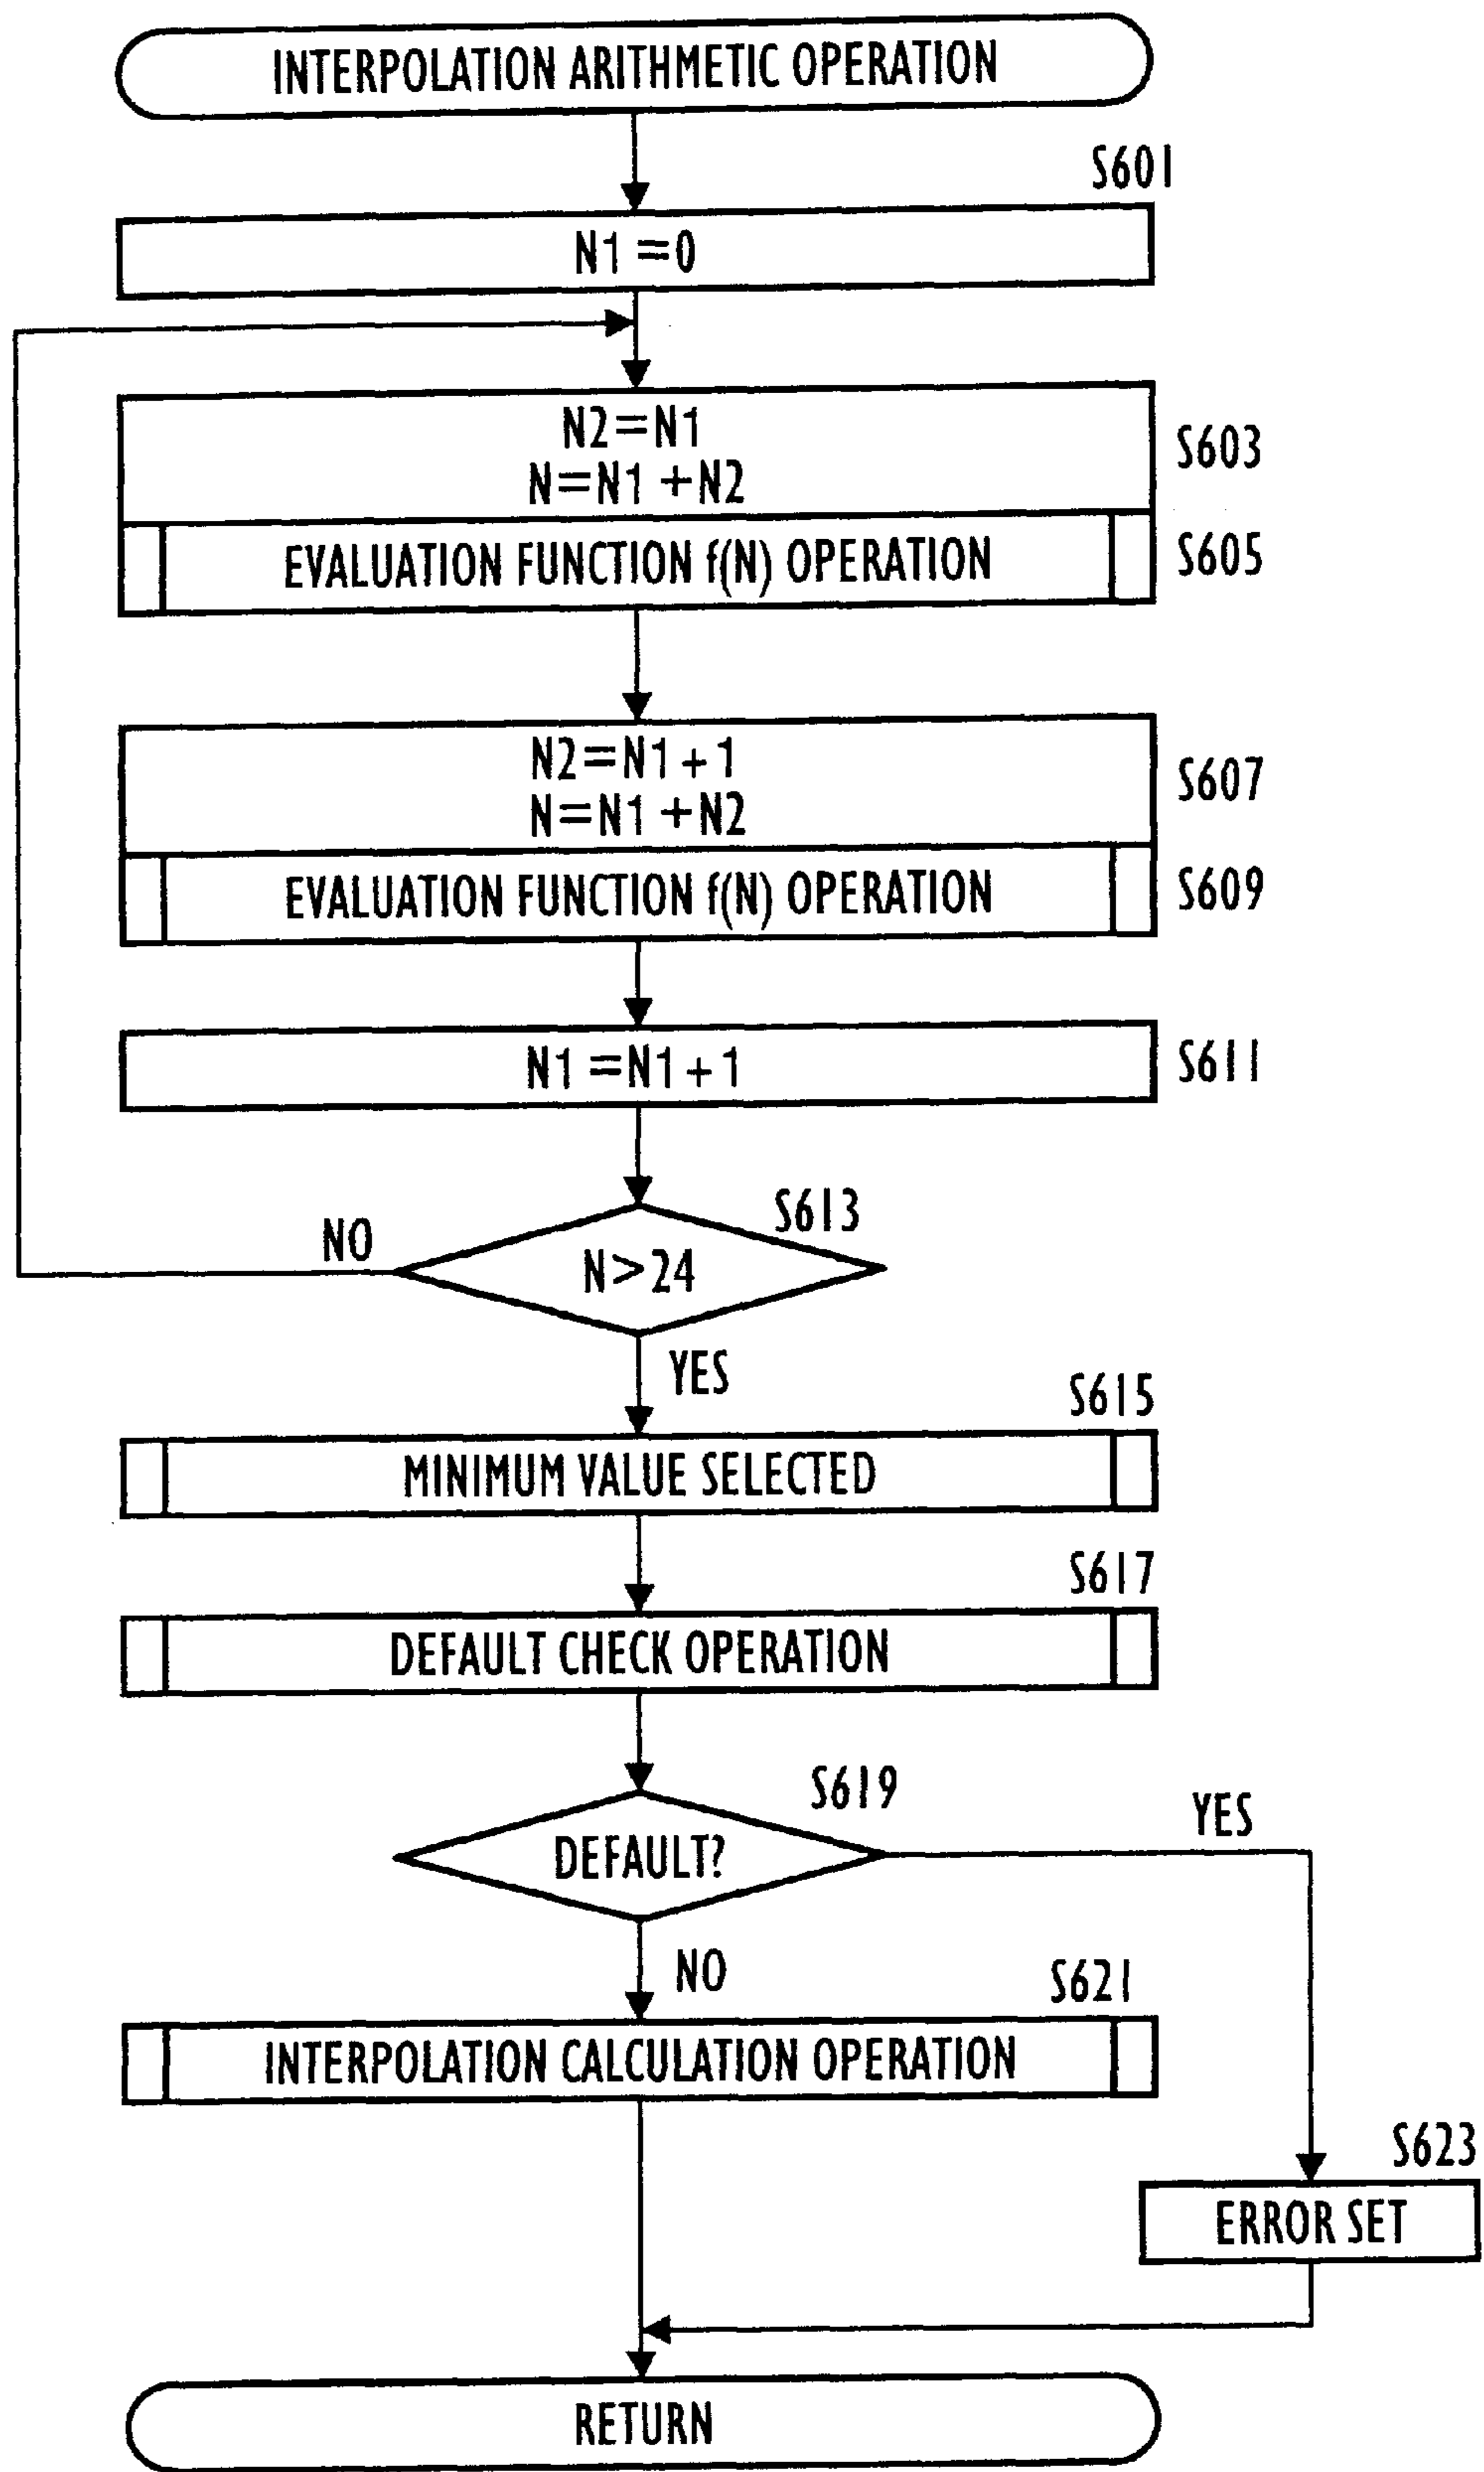 INTERPOLATION ARITHMETIC OPERATION
S601
N1=0
N2=N1
N=N1+N2
S603
EVALUATION FUNCTION f(N) OPERATION
S605
N2=N1+1
N=N1+N2
S607
EVALUATION FUNCTION f(N) OPERATION
S609
N1=N1+1
S611
S613
NO
N>24
YES
S615
MINIMUM VALUE SELECTED
S617
DEFAULT CHECK OPERATION
S619
YES
DEFAULT?
NO
S621
INTERPOLATION CALCULATION OPERATION
S623
ERROR SET
RETURN